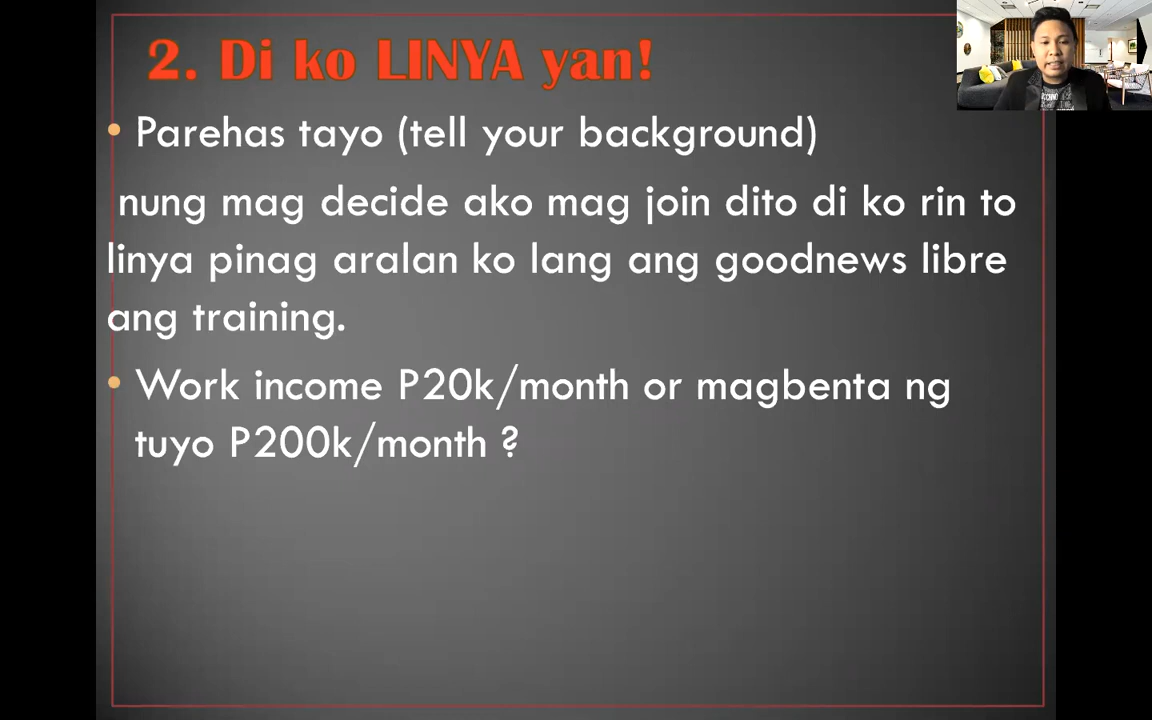 2. Di ko LINYA yan!
• Parehas tayo (tell your background)
nung mag decide ako mag join dito di ko rin to
linya pinag aralan ko lang ang goodnews libre
ang training.
• Work income P20k/month or magbenta ng
tuyo P200k/month ?